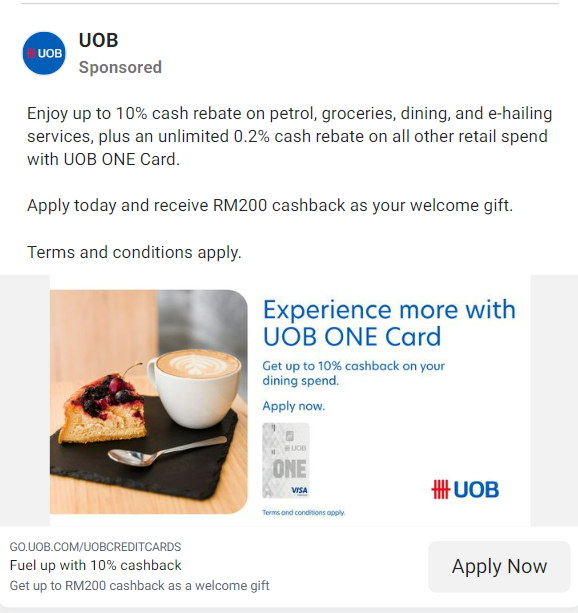 UOB
UOB
Sponsored
Enjoy up to 10% cash rebate on petrol, groceries, dining, and e-hailing
services, plus an unlimited 0.2% cash rebate on all other retail spend
with UOB ONE Card.
Apply today and receive RM200 cashback as your welcome gift.
Terms and conditions apply.
Experience more with
UOB ONE Card
Get up to 10% cashback on your
dining spend.
Apply now.
UOB
ONE
VISA
UOB
Terms and conditions apply.
GO.UOB.COM/UOBCREDITCARDS
Fuel up with 10% cashback
Get up to RM200 cashback as a welcome gift
Apply Now